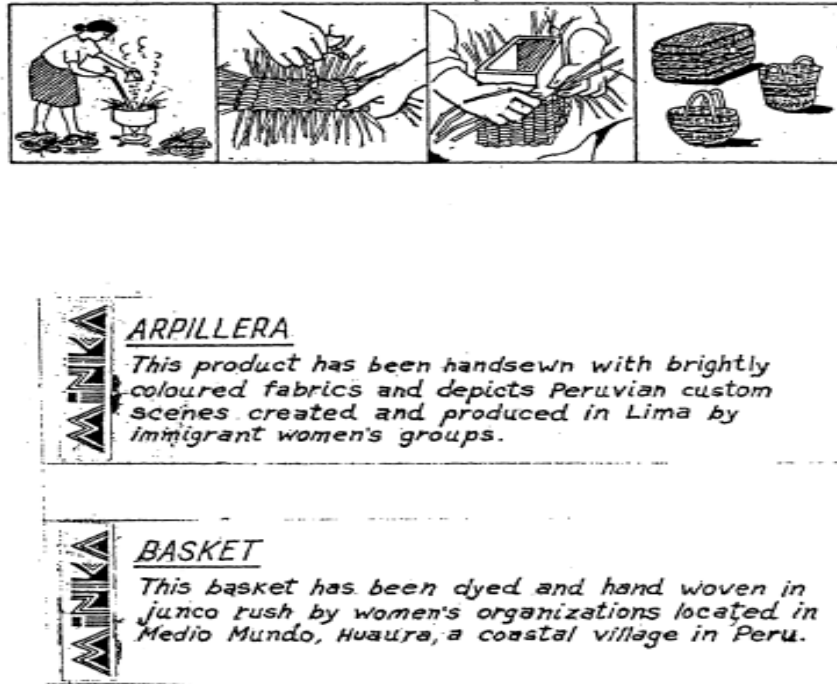 MINKA
ARPILLERA
This product has been handsewn with brightly
coloured fabrics and depicts Peruvian custom
scenes created and produced in Lima by
immigrant women's groups.
MINKA
BASKET
This basket has been dyed and hand woven in
junco rush by women's organizations located in
Medio Mundo, Huaura, a coastal village in Peru.